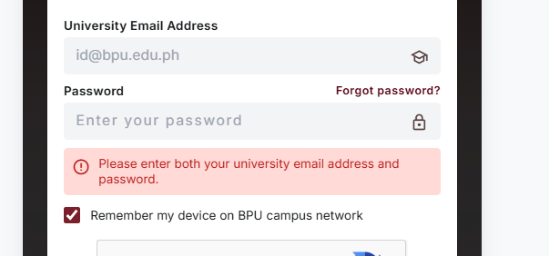 University Email Address
id@bpu.edu.ph
Password Forgot password?
Enter your password
Please enter both your university email address and
password.
Remember my device on BPU campus network